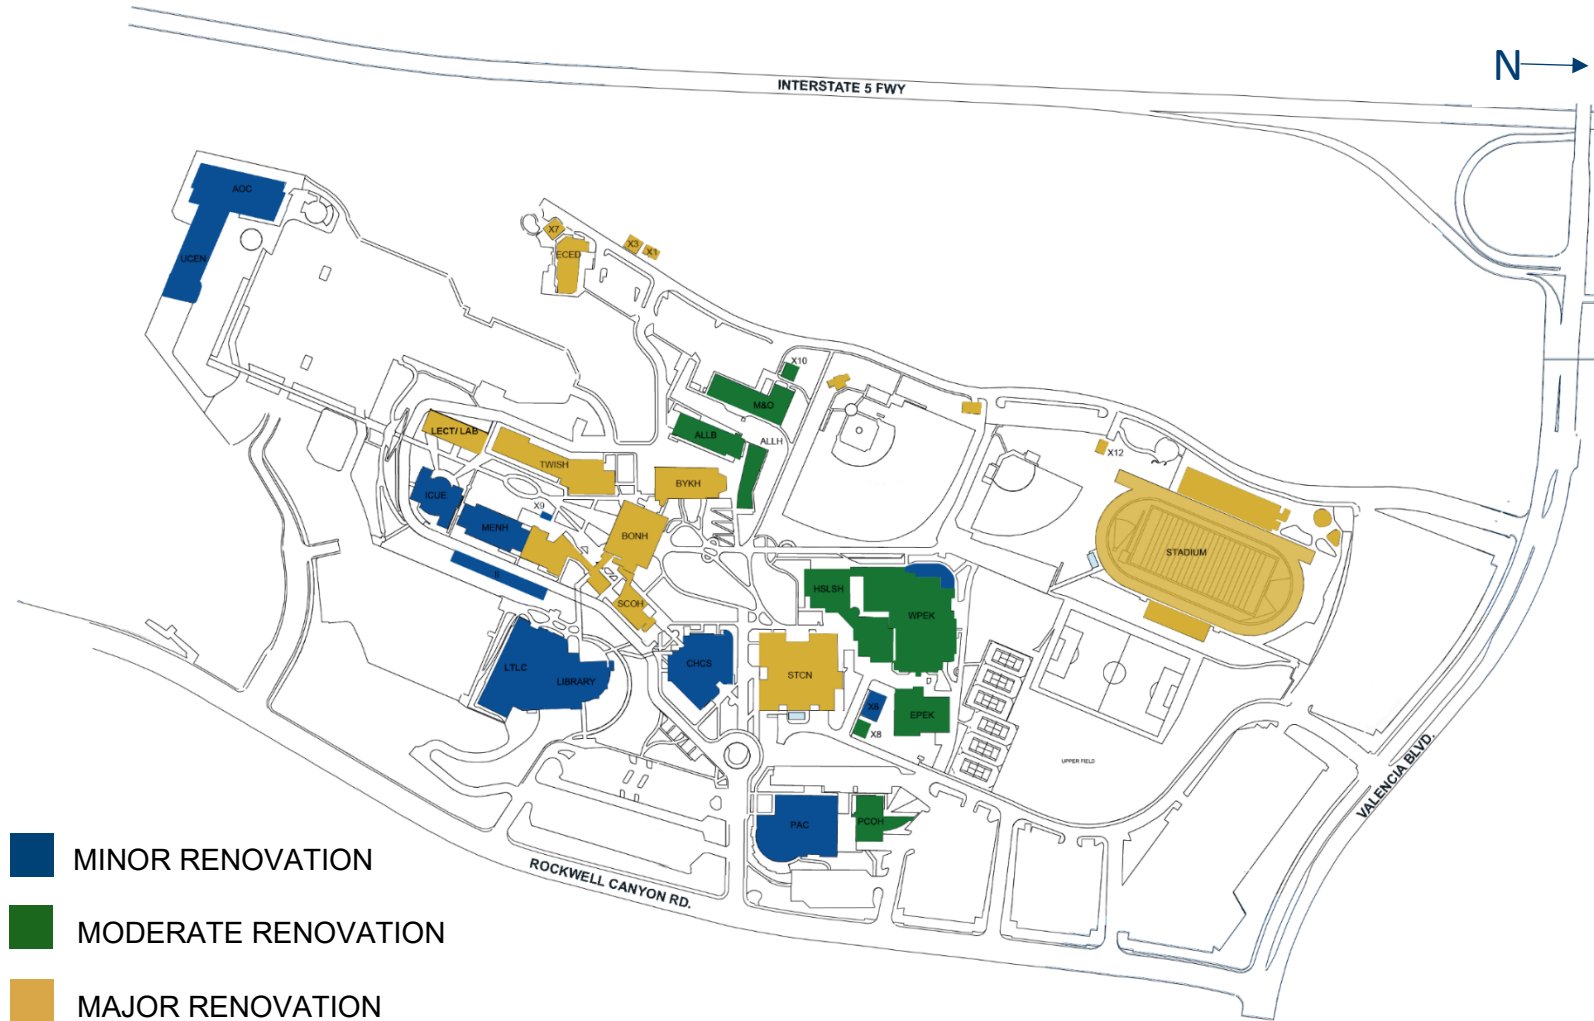 N
INTERSTATE 5 FWY
AOC
UCEN
X7
ECED
X3
X1
X10
M&O
ALLB
ALLH
LECT/ LAB
TWISH
BYKH
X12
ICUE
X9
MENH
BONH
STADIUM
HSLSH
WPEK
SCOH
LTLC
LIBRARY
CHCS
STCN
X6
X8
EPEK
UPPER FIELD
VALENCIA BLVD.
PAC
PCOH
ROCKWELL CANYON RD.
MINOR RENOVATION
MODERATE RENOVATION
MAJOR RENOVATION